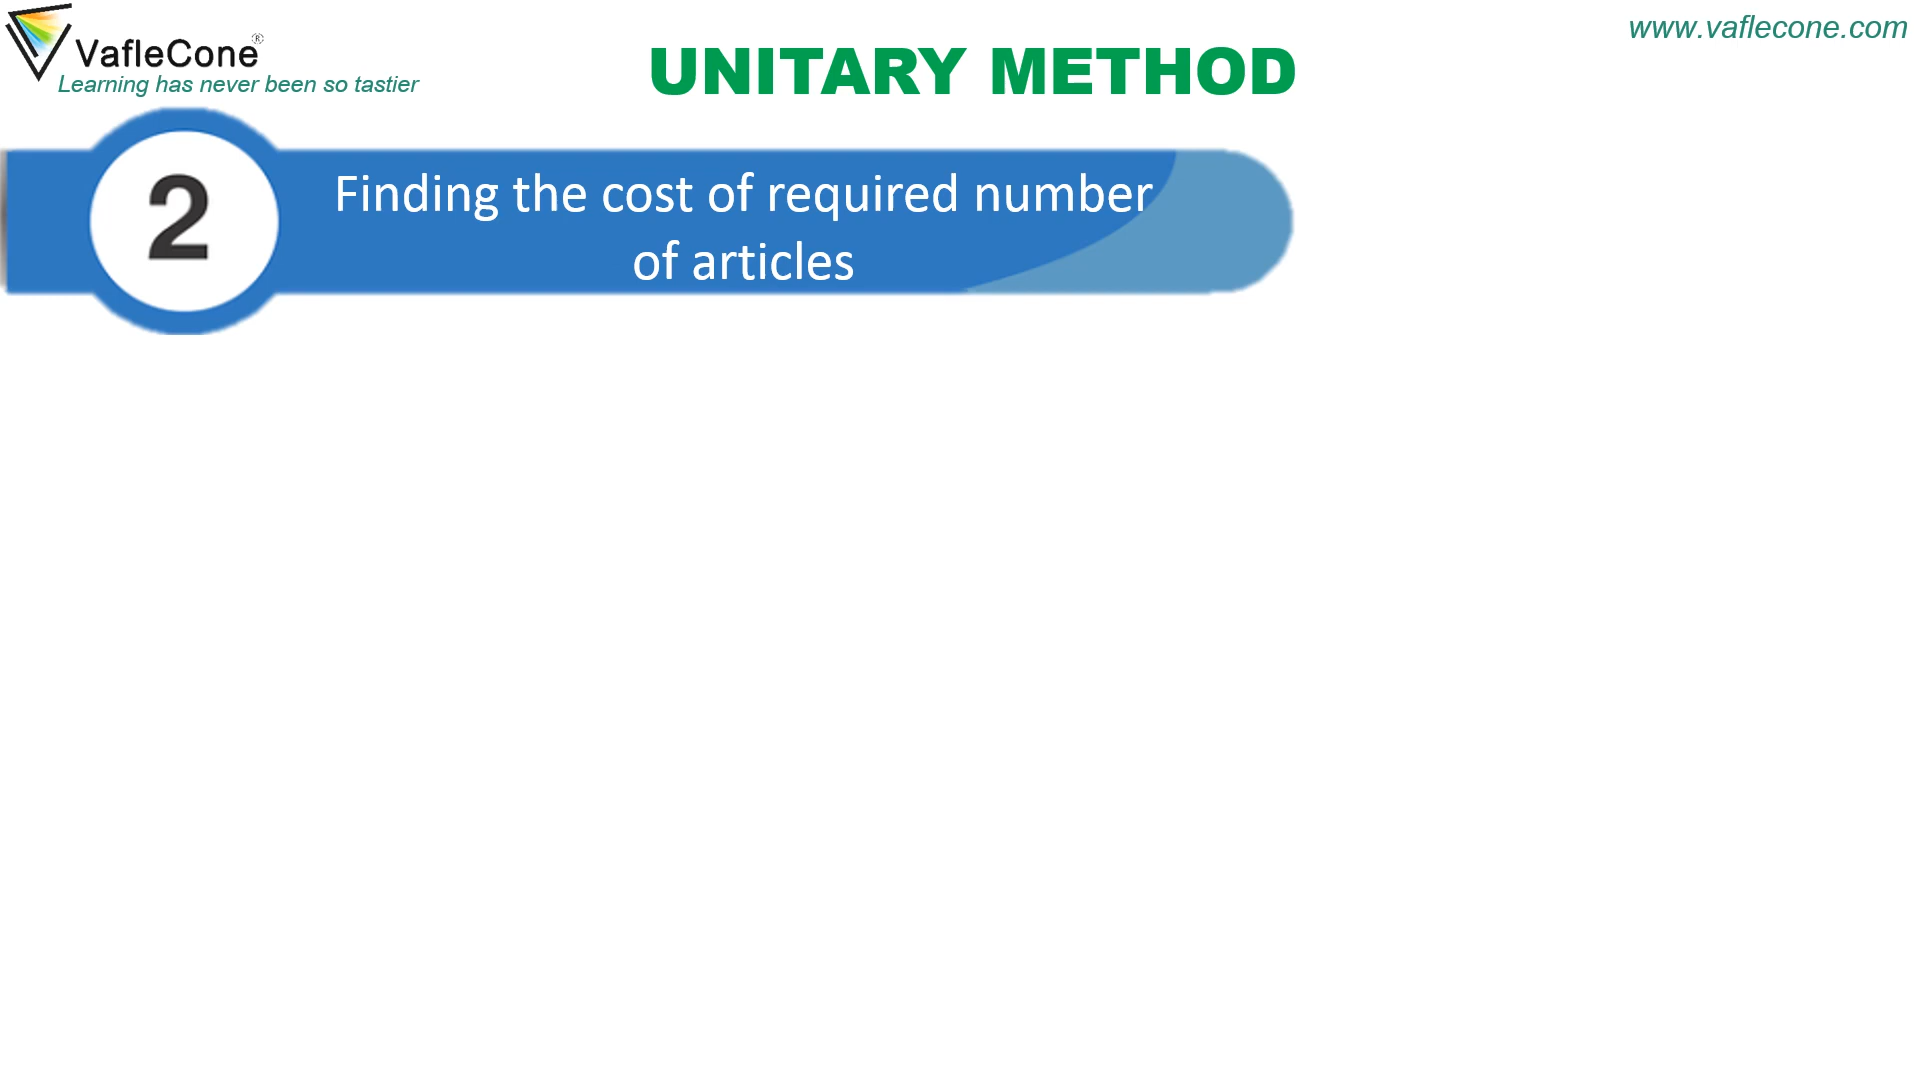 VafleCone®
Learning has never been so tastier
www.vaflecone.com
UNITARY METHOD
2
Finding the cost of required number
of articles